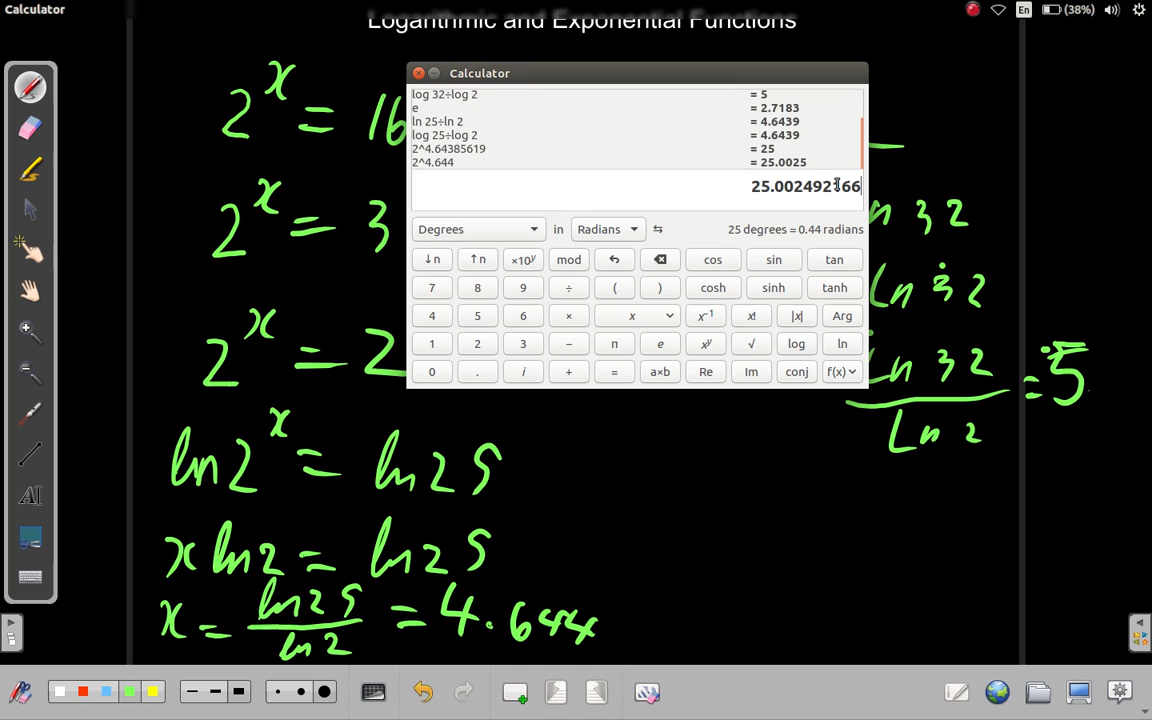 Calculator
En
(38%)
Logarithmic and Exponential Functions
Calculator
log 32÷log 2 = 5
e = 2.7183
ln 25÷ln 2 = 4.6439
log 25÷log 2 = 4.6439
2^4.64385619 = 25
2^4.644 = 25.0025
Degrees in Radians 25 degrees = 0.44 radians
↓n ↑n ×10ʸ mod cos sin tan
7 8 9 ÷ ( ) cosh sinh tanh
4 5 6 × x x⁻¹ x! |x| Arg
1 2 3 − π e xʸ √ log ln
0 . i + = a×b Re Im conj f(x)
2ˣ = 16
2ˣ = 3
2ˣ = 2
ln 2ˣ = ln 25
x ln 2 = ln 25
x = ln 25 / ln 2 = 4.644
n 32
ln 32
ln 32 / ln 2 = 5
AI